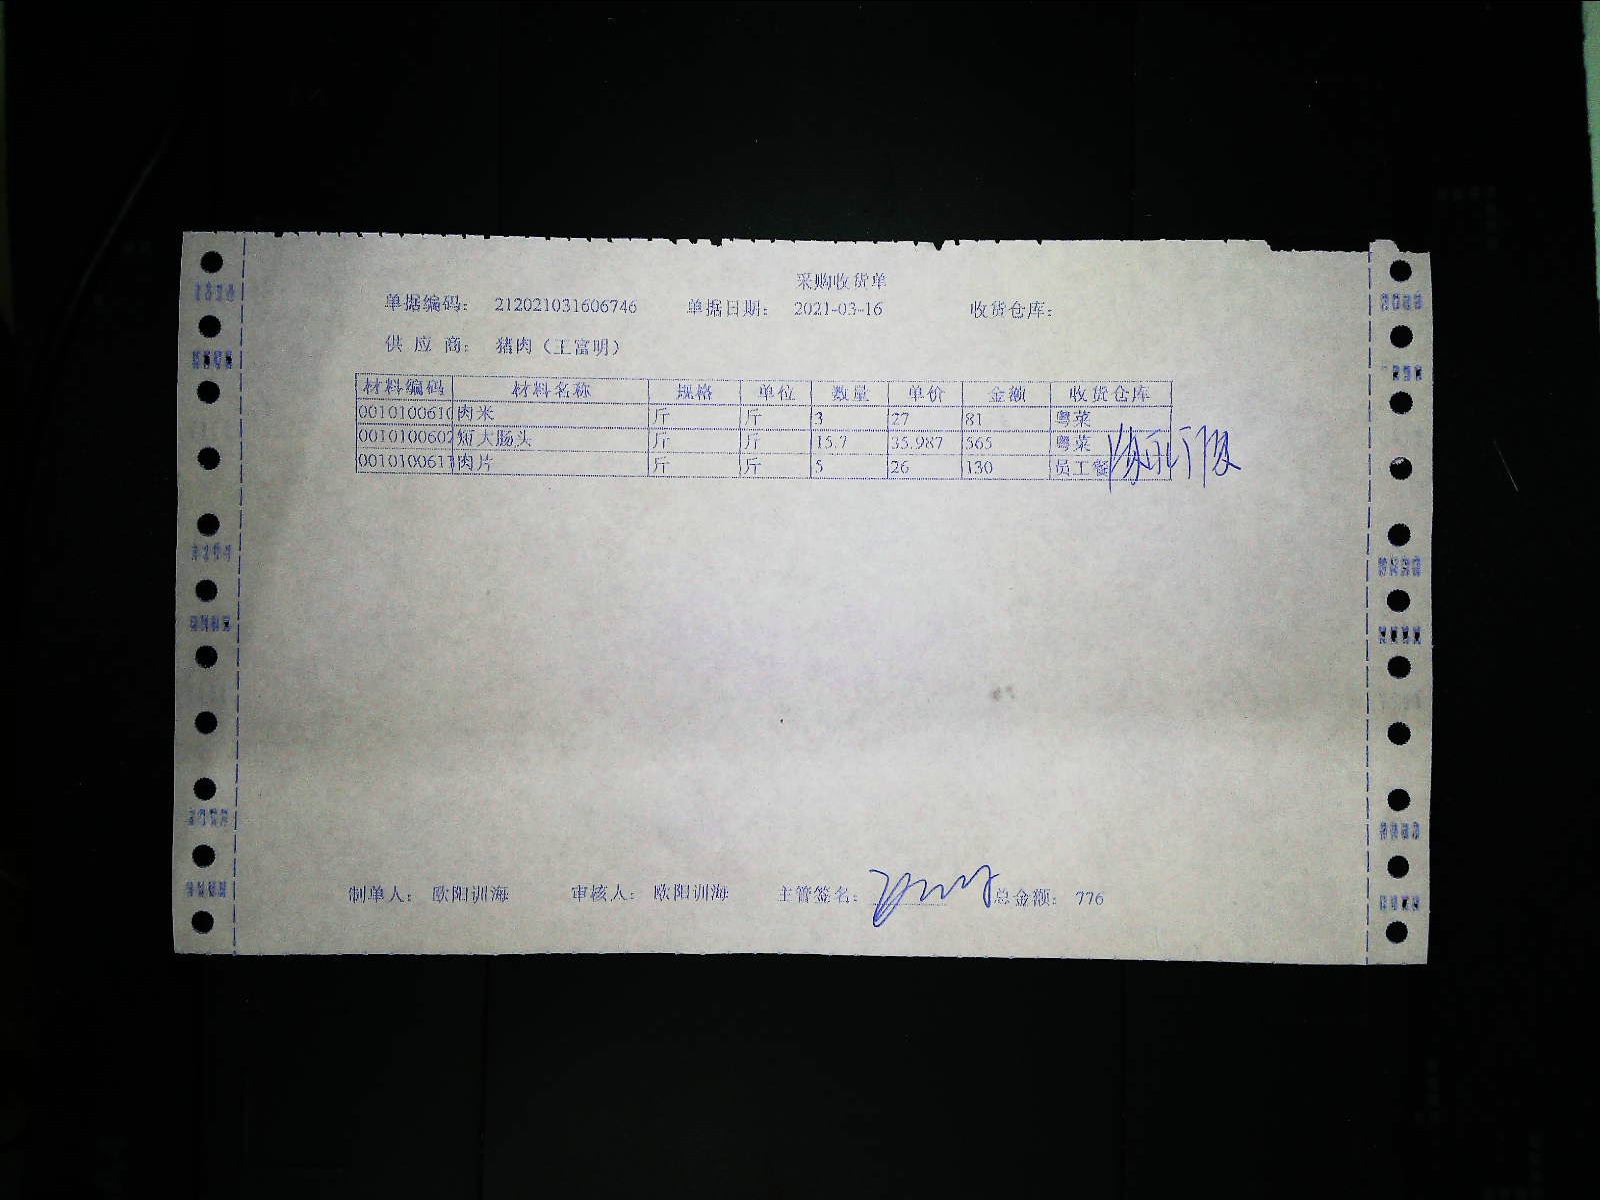 采购收货单
单据编码： 212021031606746 单据日期： 2021-03-16 收货仓库：
供 应 商： 猪肉（王富明）
材料编码 材料名称 规格 单位 数量 单价 金额 收货仓库
0010100610 肉米 斤 斤 3 27 81 粤菜
0010100602 短大肠头 斤 斤 15.7 35.987 565 粤菜
0010100611 肉片 斤 斤 5 26 130 员工餐
制单人： 欧阳训海 审核人： 欧阳训海 主管签名： 总金额： 776